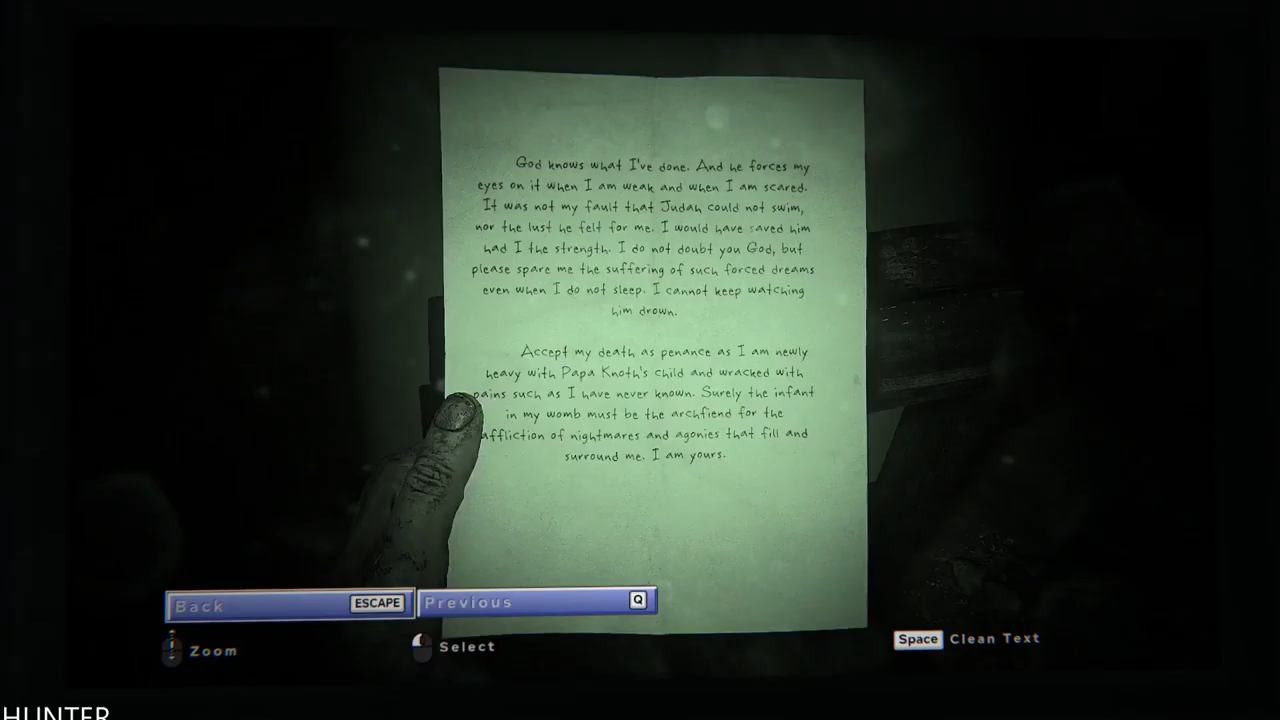 God knows what I've done. And he forces my
eyes on it when I am weak and when I am scared.
It was not my fault that Judah could not swim,
nor the lust he felt for me. I would have saved him
had I the strength. I do not doubt you God, but
please spare me the suffering of such forced dreams
even when I do not sleep. I cannot keep watching
him drown.
Accept my death as penance as I am newly
heavy with Papa Knoth's child and wracked with
pains such as I have never known. Surely the infant
in my womb must be the archfiend for the
affliction of nightmares and agonies that fill and
surround me. I am yours.
Back ESCAPE Previous Q
Zoom Select Space Clean Text
HUNTER